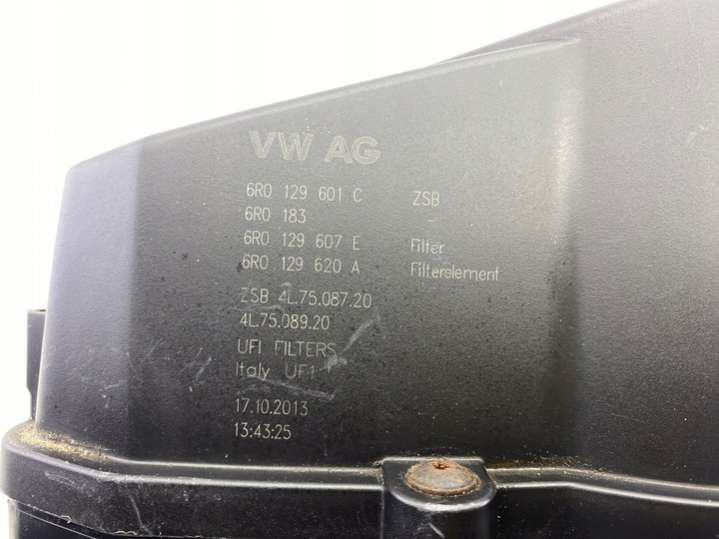 VW AG
6R0 129 601 C ZSB
6R0 183 -
6R0 129 607 E Filter
6R0 129 620 A Filterelement
ZSB 4L.75.087.20
4L.75.089.20
UFI FILTERS
Italy UF1
17.10.2013
13:43:25